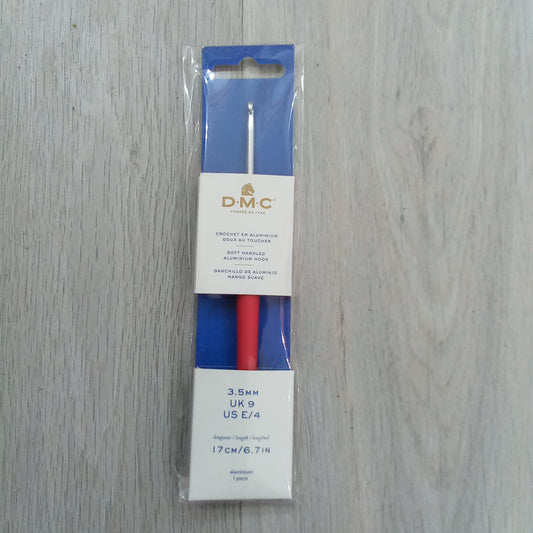 D·M·C®
FONDÉE EN 1746
CROCHET EN ALUMINIUM
DOUX AU TOUCHER
SOFT HANDLED
ALUMINIUM HOOK
GANCHILLO DE ALUMINIO
MANGO SUAVE
3.5MM
UK 9
US E/4
longueur / length / longitud
17CM/6.7IN
aluminium
1 piece